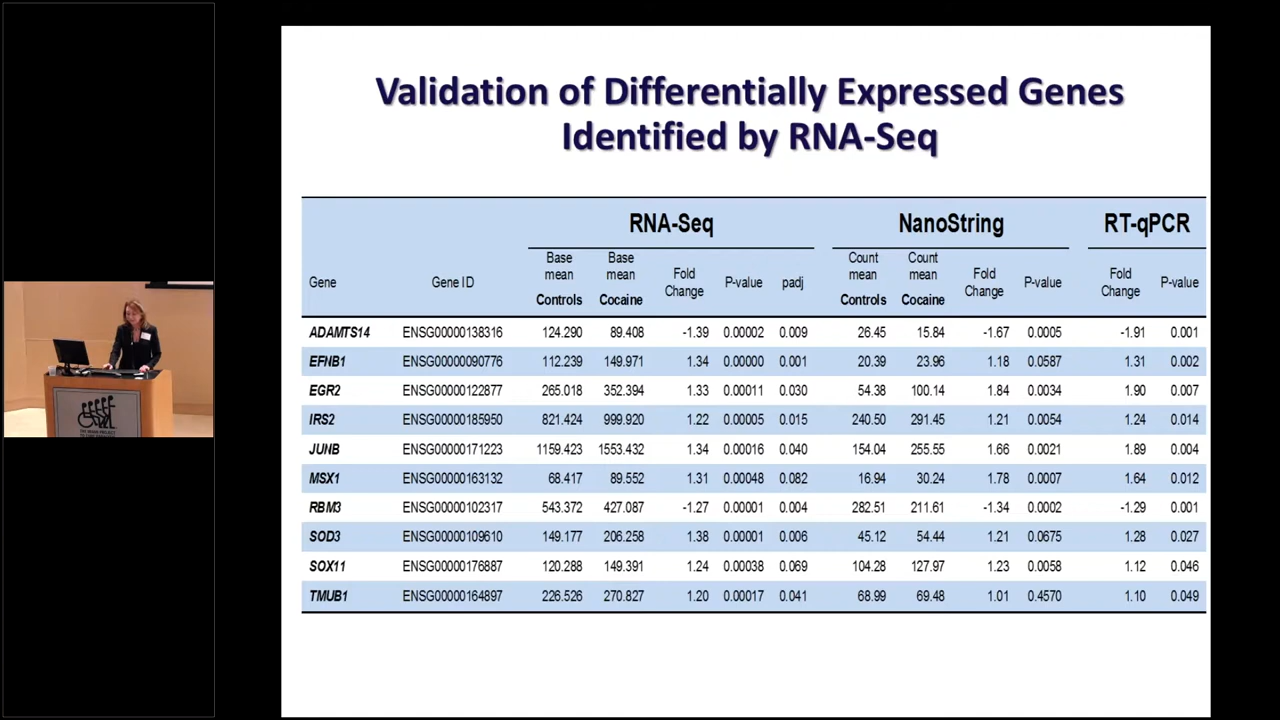 Validation of Differentially Expressed Genes
Identified by RNA-Seq
RNA-Seq NanoString RT-qPCR
Gene Gene ID Base mean Controls Base mean Cocaine Fold Change P-value padj Count mean Controls Count mean Cocaine Fold Change P-value Fold Change P-value
ADAMTS14 ENSG00000138316 124.290 89.408 -1.39 0.00002 0.009 26.45 15.84 -1.67 0.0005 -1.91 0.001
EFNB1 ENSG00000090776 112.239 149.971 1.34 0.00000 0.001 20.39 23.96 1.18 0.0587 1.31 0.002
EGR2 ENSG00000122877 265.018 352.394 1.33 0.00011 0.030 54.38 100.14 1.84 0.0034 1.90 0.007
IRS2 ENSG00000185950 821.424 999.920 1.22 0.00005 0.015 240.50 291.45 1.21 0.0054 1.24 0.014
JUNB ENSG00000171223 1159.423 1553.432 1.34 0.00016 0.040 154.04 255.55 1.66 0.0021 1.89 0.004
MSX1 ENSG00000163132 68.417 89.552 1.31 0.00048 0.082 16.94 30.24 1.78 0.0007 1.64 0.012
RBM3 ENSG00000102317 543.372 427.087 -1.27 0.00001 0.004 282.51 211.61 -1.34 0.0002 -1.29 0.001
SOD3 ENSG00000109610 149.177 206.258 1.38 0.00001 0.006 45.12 54.44 1.21 0.0675 1.28 0.027
SOX11 ENSG00000176887 120.288 149.391 1.24 0.00038 0.069 104.28 127.97 1.23 0.0058 1.12 0.046
TMUB1 ENSG00000164897 226.526 270.827 1.20 0.00017 0.041 68.99 69.48 1.01 0.4570 1.10 0.049
THE MIAMI PROJECT
TO CURE PARALYSIS